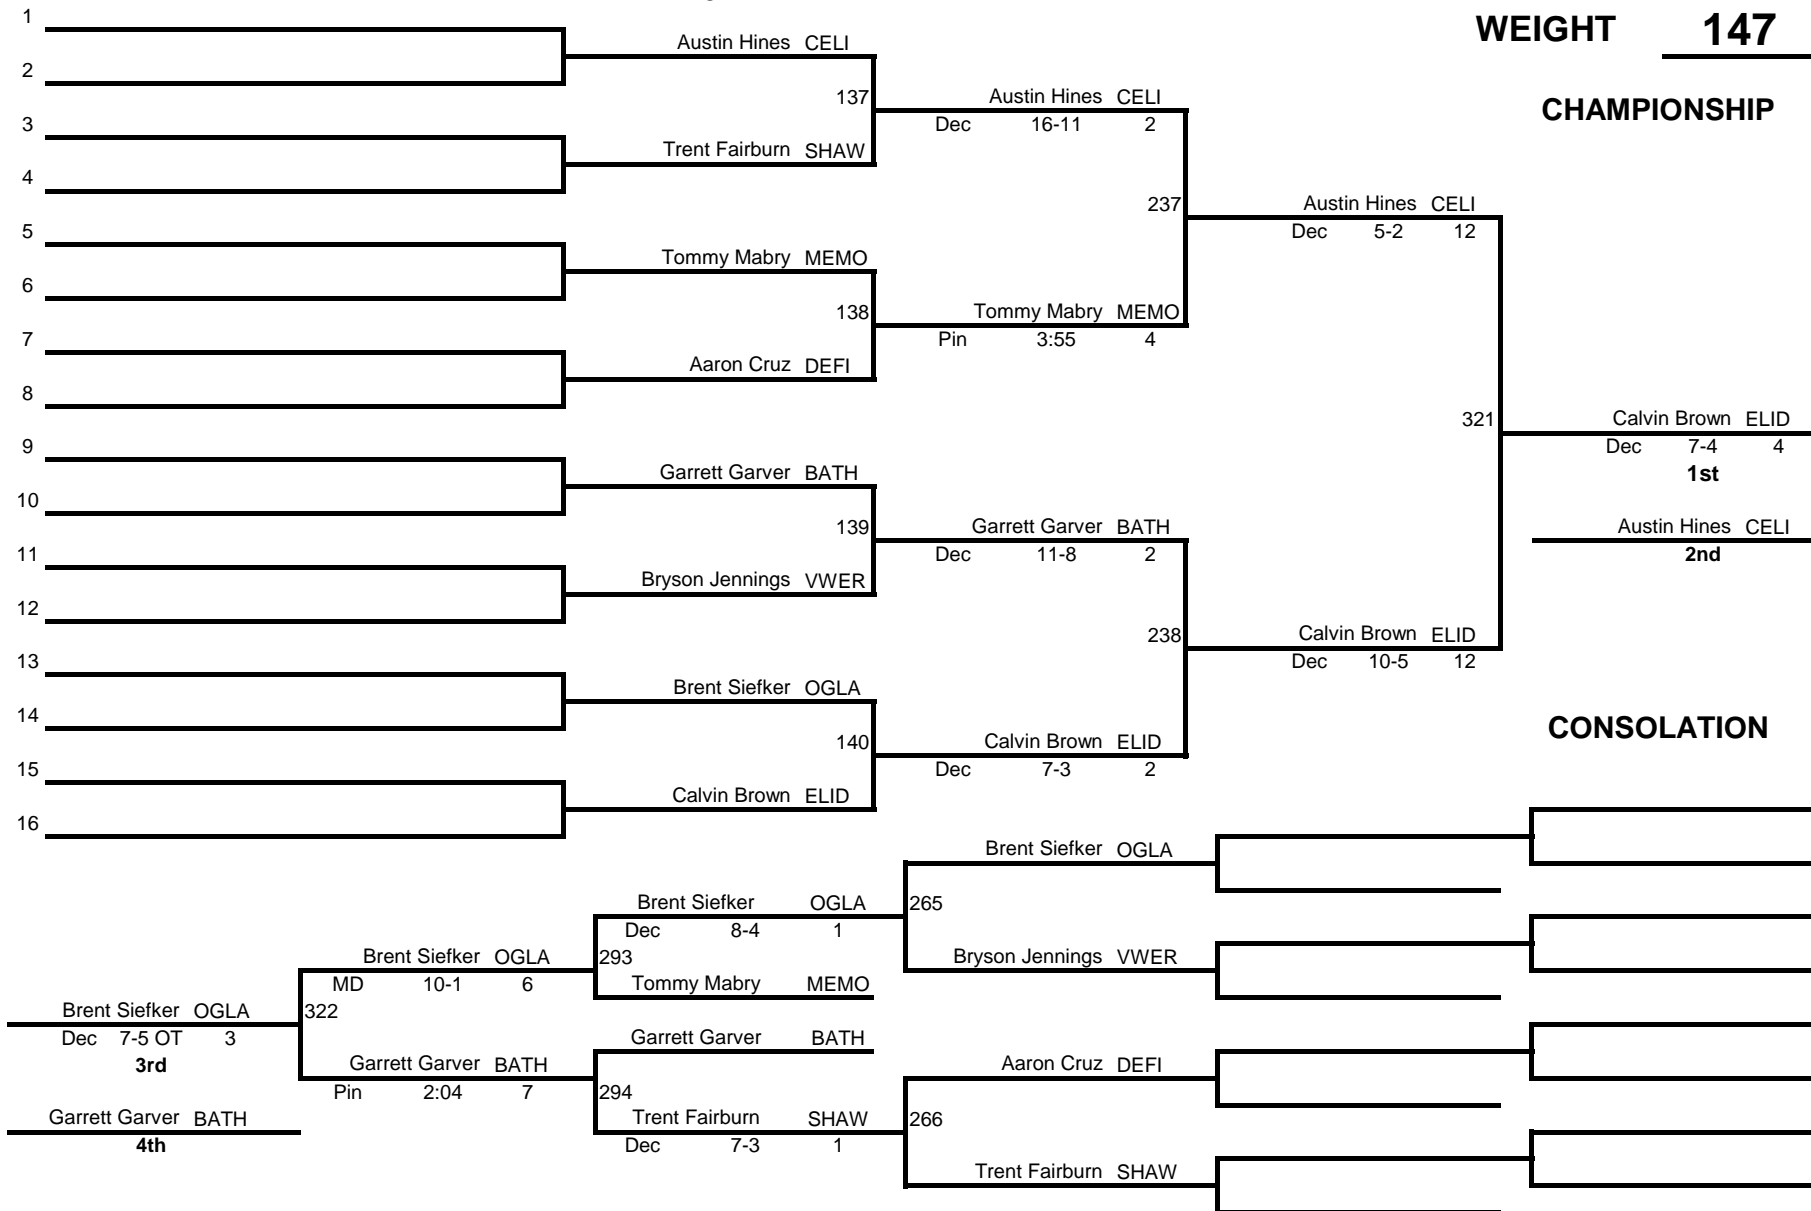 WEIGHT 147
CHAMPIONSHIP
1
Austin Hines CELI
2
137
Austin Hines CELI
Dec 16-11 2
3
Trent Fairburn SHAW
4
237
Austin Hines CELI
Dec 5-2 12
5
Tommy Mabry MEMO
6
138
Tommy Mabry MEMO
Pin 3:55 4
7
Aaron Cruz DEFI
8
321
Calvin Brown ELID
Dec 7-4 4
1st
9
Garrett Garver BATH
10
139
Garrett Garver BATH
Dec 11-8 2
Austin Hines CELI
2nd
11
Bryson Jennings VWER
12
238
Calvin Brown ELID
Dec 10-5 12
13
Brent Siefker OGLA
14
140
Calvin Brown ELID
Dec 7-3 2
15
Calvin Brown ELID
16
CONSOLATION
Brent Siefker OGLA
Brent Siefker OGLA
Dec 8-4 1
265
Brent Siefker OGLA
MD 10-1 6
293
Bryson Jennings VWER
Tommy Mabry MEMO
Brent Siefker OGLA
Dec 7-5 OT 3
3rd
322
Garrett Garver BATH
Garrett Garver BATH
Pin 2:04 7
Aaron Cruz DEFI
294
Garrett Garver BATH
4th
Trent Fairburn SHAW
Dec 7-3 1
266
Trent Fairburn SHAW